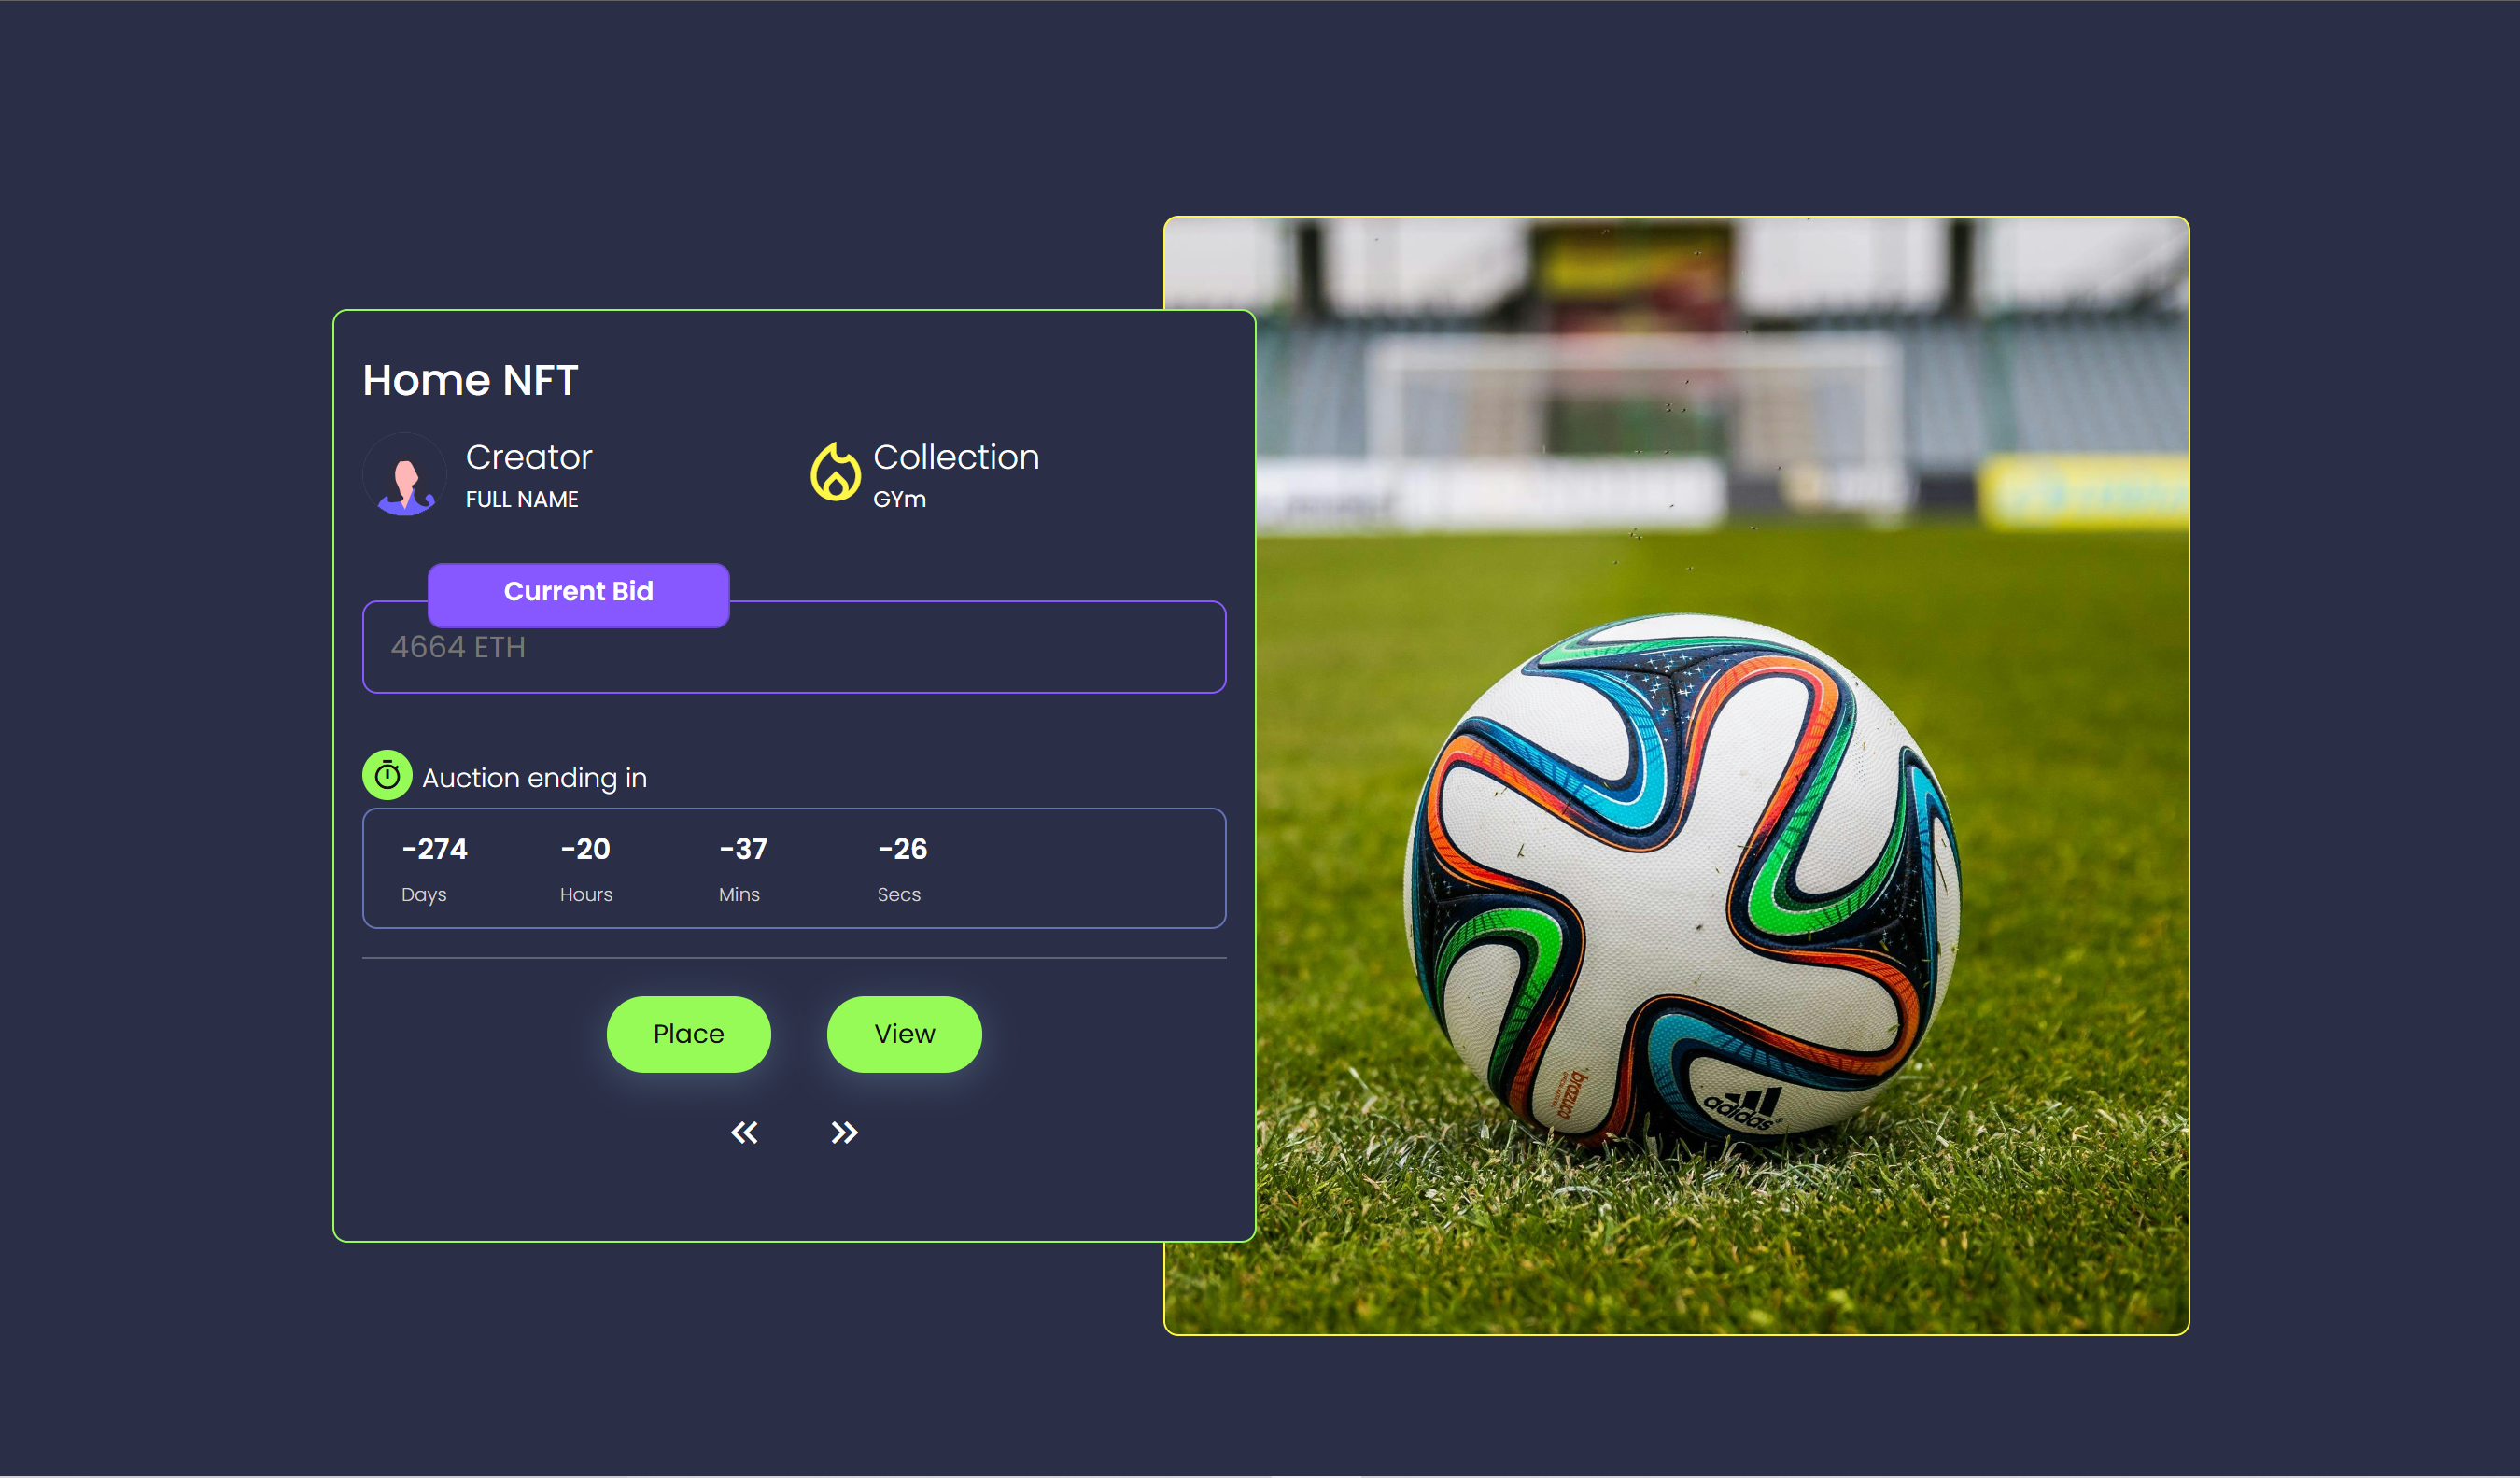 Home NFT
Creator
FULL NAME
Collection
GYm
Current Bid
4664 ETH
Auction ending in
-274 -20 -37 -26
Days Hours Mins Secs
Place View
brazuca
adidas